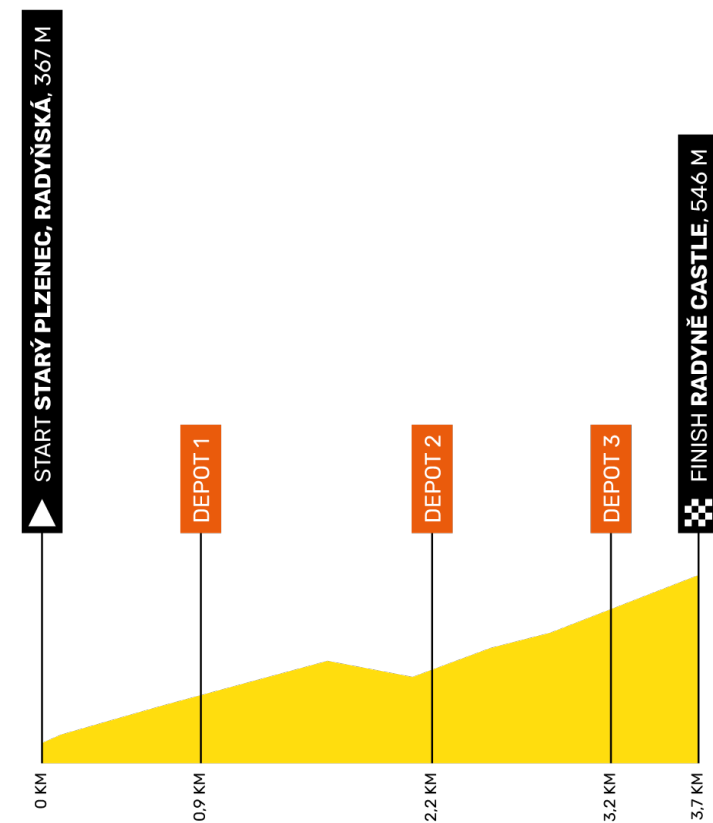 START STARÝ PLZENEC, RADYŇSKÁ, 367 M
DEPOT 1
DEPOT 2
DEPOT 3
FINISH RADYNĚ CASTLE, 546 M
0 KM
0,9 KM
2,2 KM
3,2 KM
3,7 KM